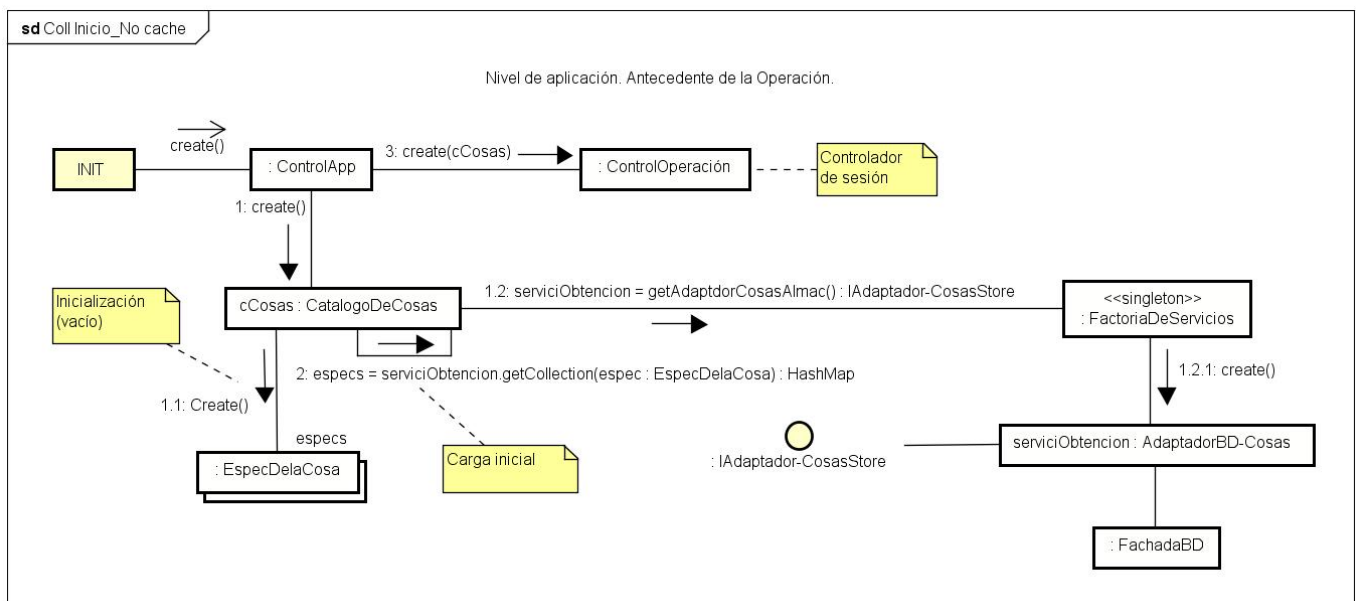 sd Coll Inicio_No cache
Nivel de aplicación. Antecedente de la Operación.
create()
3: create(cCosas)
INIT
: ControlApp
: ControlOperación
Controlador
de sesión
1: create()
Inicialización
(vacío)
cCosas : CatalogoDeCosas
1.2: serviciObtencion = getAdaptdorCosasAlmac() : IAdaptador-CosasStore
<<singleton>>
: FactoriaDeServicios
2: especs = serviciObtencion.getCollection(espec : EspecDelaCosa) : HashMap
1.2.1: create()
1.1: Create()
especs
: EspecDelaCosa
Carga inicial
: IAdaptador-CosasStore
serviciObtencion : AdaptadorBD-Cosas
: FachadaBD